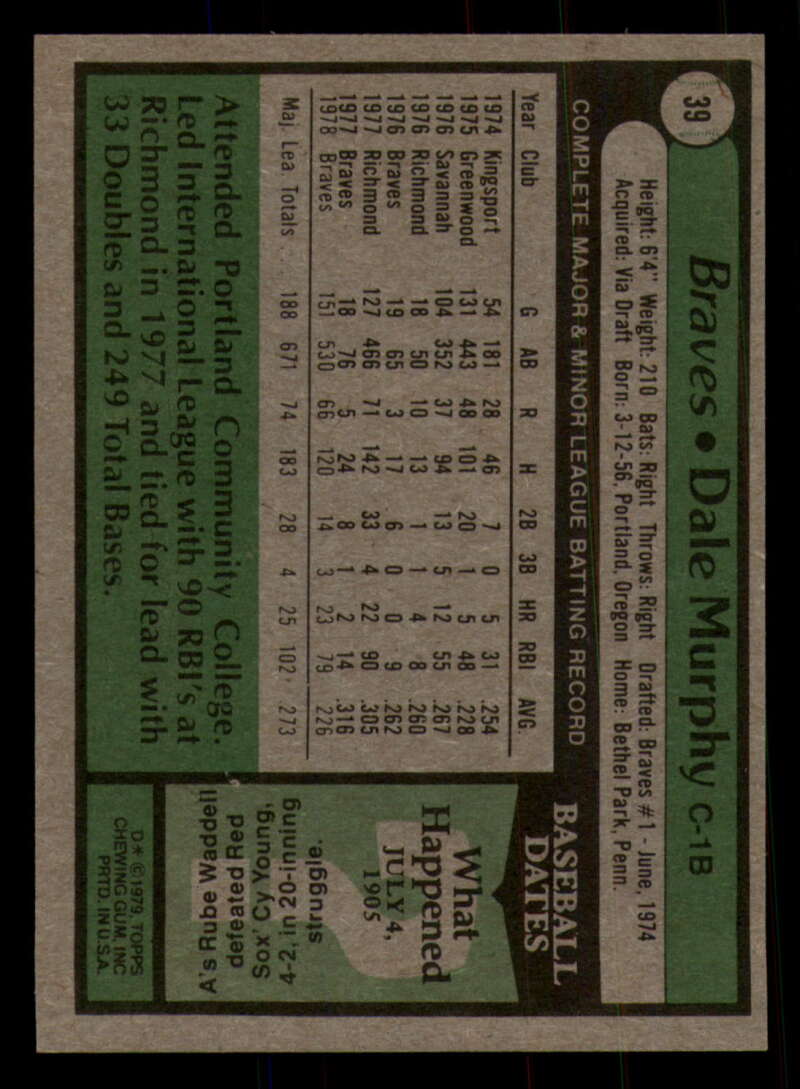 39
Braves • Dale Murphy C-1B
Height: 6'4" Weight: 210 Bats: Right Throws: Right Drafted: Braves #1 - June, 1974
Acquired: Via Draft Born: 3-12-56, Portland, Oregon Home: Bethel Park, Penn.
COMPLETE MAJOR & MINOR LEAGUE BATTING RECORD
Year Club G AB R H 2B 3B HR RBI AVG.
1974 Kingsport 54 181 28 46 7 0 5 31 .254
1975 Greenwood 131 443 48 101 20 1 5 48 .228
1976 Savannah 104 352 37 94 13 5 12 55 .267
1976 Richmond 18 50 10 13 1 1 4 8 .260
1976 Braves 19 65 3 17 6 0 0 9 .262
1977 Richmond 127 466 71 142 33 4 22 90 .305
1977 Braves 18 76 5 24 8 1 2 14 .316
1978 Braves 151 530 66 120 14 3 23 79 .226
Maj Lea Totals... 188 671 74 183 28 4 25 102 .273
Attended Portland Community College.
Led International League with 90 RBI's at
Richmond in 1977 and tied for lead with
33 Doubles and 249 Total Bases.
BASEBALL
DATES
What
Happened
JULY 4,
1905
A's Rube Waddell
defeated Red
Sox' Cy Young,
4-2, in 20-inning
struggle.
D* © 1979, TOPPS
CHEWING GUM, INC
PRTD. IN U.S.A.